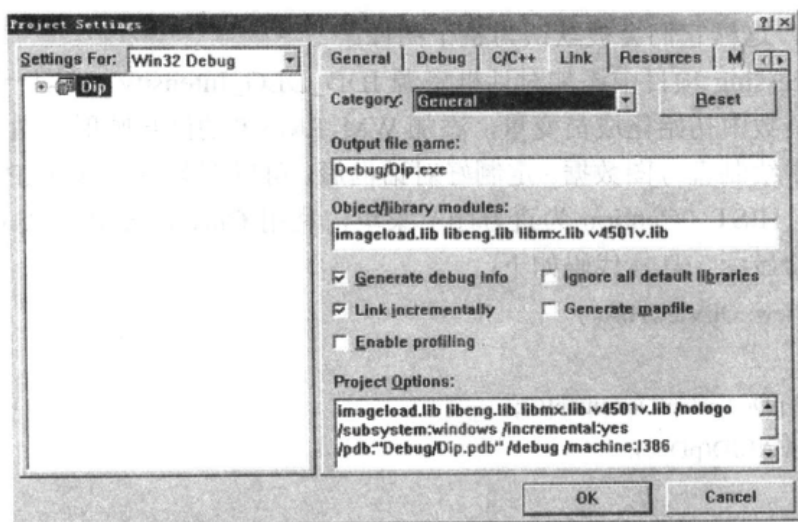 Project Settings
Settings For: Win32 Debug
Dip
General Debug C/C++ Link Resources M
Category: General Reset
Output file name:
Debug/Dip.exe
Object/library modules:
imageload.lib libeng.lib libmx.lib v4501v.lib
Generate debug info Ignore all default libraries
Link incrementally Generate mapfile
Enable profiling
Project Options:
imageload.lib libeng.lib libmx.lib v4501v.lib /nologo
/subsystem:windows /incremental:yes
/pdb:"Debug/Dip.pdb" /debug /machine:I386
OK Cancel